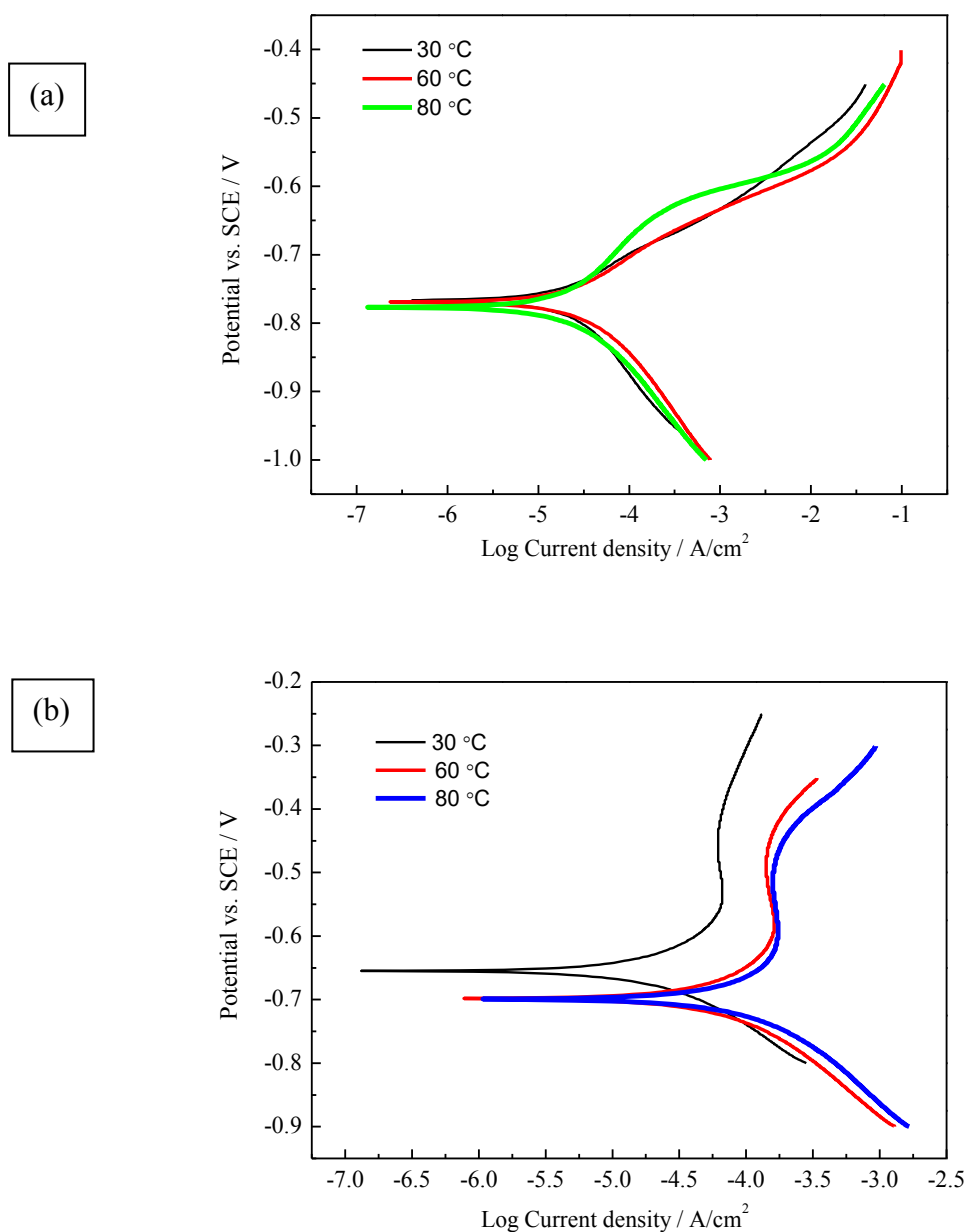 (a)
30 °C
60 °C
80 °C
-0.4
-0.5
-0.6
-0.7
-0.8
-0.9
-1.0
Potential vs. SCE / V
-7 -6 -5 -4 -3 -2 -1
Log Current density / A/cm²
(b)
30 °C
60 °C
80 °C
-0.2
-0.3
-0.4
-0.5
-0.6
-0.7
-0.8
-0.9
Potential vs. SCE / V
-7.0 -6.5 -6.0 -5.5 -5.0 -4.5 -4.0 -3.5 -3.0 -2.5
Log Current density / A/cm²